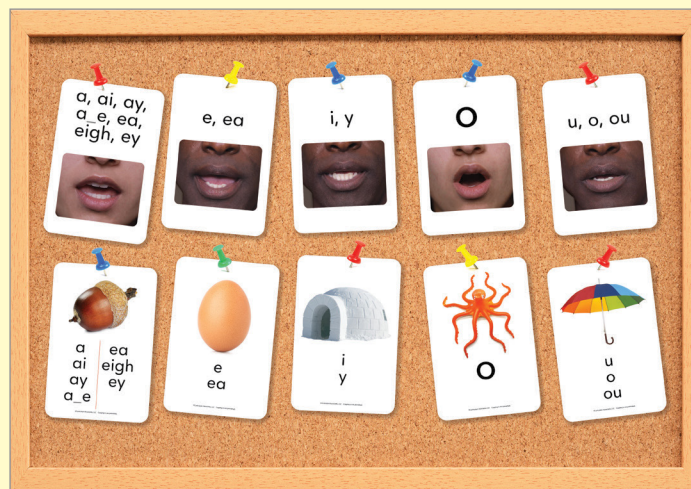 a, ai, ay,
a_e, ea,
eigh, ey
e, ea
i, y
O
u, o, ou
a
ai
ay
a_e
ea
eigh
ey
e
ea
i
y
O
u
o
ou